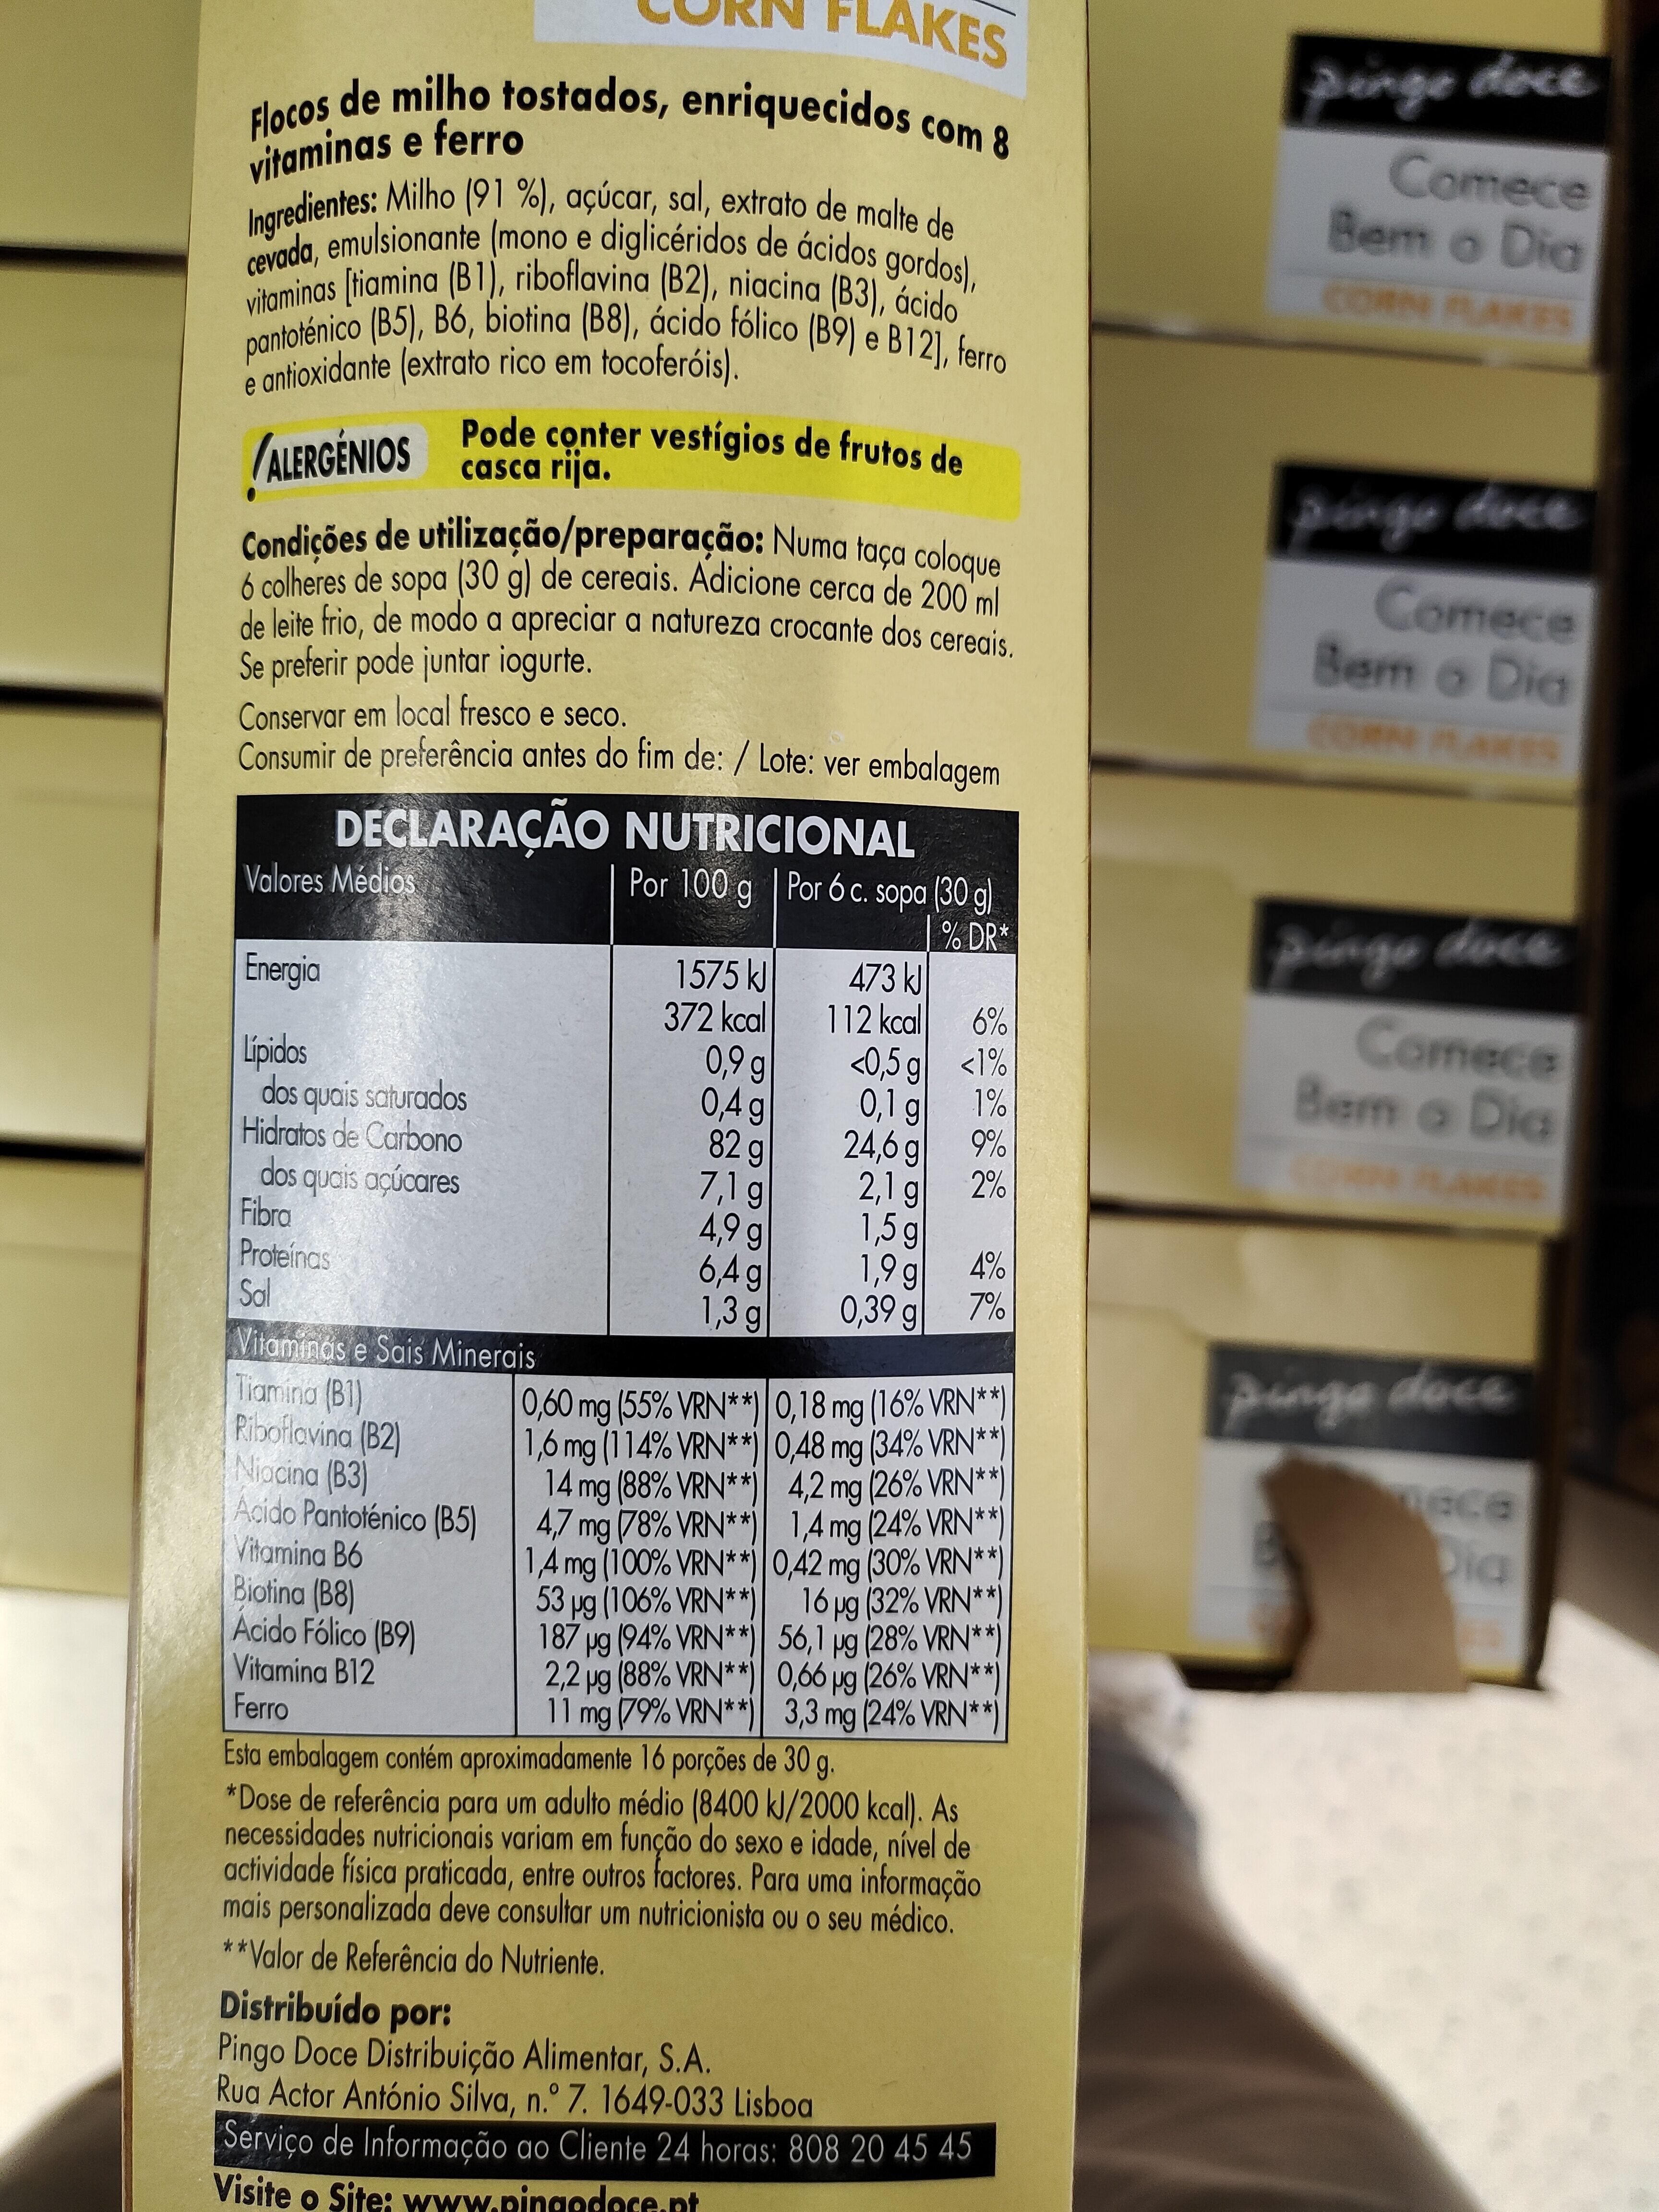 CORN FLAKES
Flocos de milho tostados, enriquecidos com 8
vitaminas e ferro
Ingredientes: Milho (91 %), açúcar, sal, extrato de malte de
cevada, emulsionante (mono e diglicéridos de ácidos gordos),
vitaminas [tiamina (B1), riboflavina (B2), niacina (B3), ácido
pantoténico (B5), B6, biotina (B8), ácido fólico (B9) e B12], ferro
e antioxidante (extrato rico em tocoferóis).
ALERGÉNIOS
Pode conter vestígios de frutos de
casca rija.
Condições de utilização/preparação: Numa taça coloque
6 colheres de sopa (30 g) de cereais. Adicione cerca de 200 ml
de leite frio, de modo a apreciar a natureza crocante dos cereais.
Se preferir pode juntar iogurte.
Conservar em local fresco e seco.
Consumir de preferência antes do fim de: / Lote: ver embalagem
DECLARAÇÃO NUTRICIONAL
Valores Médios Por 100 g Por 6 c. sopa (30 g)
% DR*
Energia 1575 kJ 473 kJ
372 kcal 112 kcal 6%
Lípidos 0,9 g <0,5 g <1%
dos quais saturados 0,4 g 0,1 g 1%
Hidratos de Carbono 82 g 24,6 g 9%
dos quais açúcares 7,1 g 2,1 g 2%
Fibra 4,9 g 1,5 g
Proteínas 6,4 g 1,9 g 4%
Sal 1,3 g 0,39 g 7%
Vitaminas e Sais Minerais
Tiamina (B1) 0,60 mg (55% VRN**) 0,18 mg (16% VRN**)
Riboflavina (B2) 1,6 mg (114% VRN**) 0,48 mg (34% VRN**)
Niacina (B3) 14 mg (88% VRN**) 4,2 mg (26% VRN**)
Ácido Pantoténico (B5) 4,7 mg (78% VRN**) 1,4 mg (24% VRN**)
Vitamina B6 1,4 mg (100% VRN**) 0,42 mg (30% VRN**)
Biotina (B8) 53 µg (106% VRN**) 16 µg (32% VRN**)
Ácido Fólico (B9) 187 µg (94% VRN**) 56,1 µg (28% VRN**)
Vitamina B12 2,2 µg (88% VRN**) 0,66 µg (26% VRN**)
Ferro 11 mg (79% VRN**) 3,3 mg (24% VRN**)
Esta embalagem contém aproximadamente 16 porções de 30 g.
*Dose de referência para um adulto médio (8400 kJ/2000 kcal). As
necessidades nutricionais variam em função do sexo e idade, nível de
actividade física praticada, entre outros factores. Para uma informação
mais personalizada deve consultar um nutricionista ou o seu médico.
**Valor de Referência do Nutriente.
Distribuído por:
Pingo Doce Distribuição Alimentar, S.A.
Rua Actor António Silva, n.º 7. 1649-033 Lisboa
Serviço de Informação ao Cliente 24 horas: 808 20 45 45
Visite o Site: www.pingodoce.pt
pingo doce
Comece
Bem o Dia
CORN FLAKES
pingo doce
Comece
Bem o Dia
CORN FLAKES
pingo doce
Comece
Bem o Dia
CORN FLAKES
pingo doce